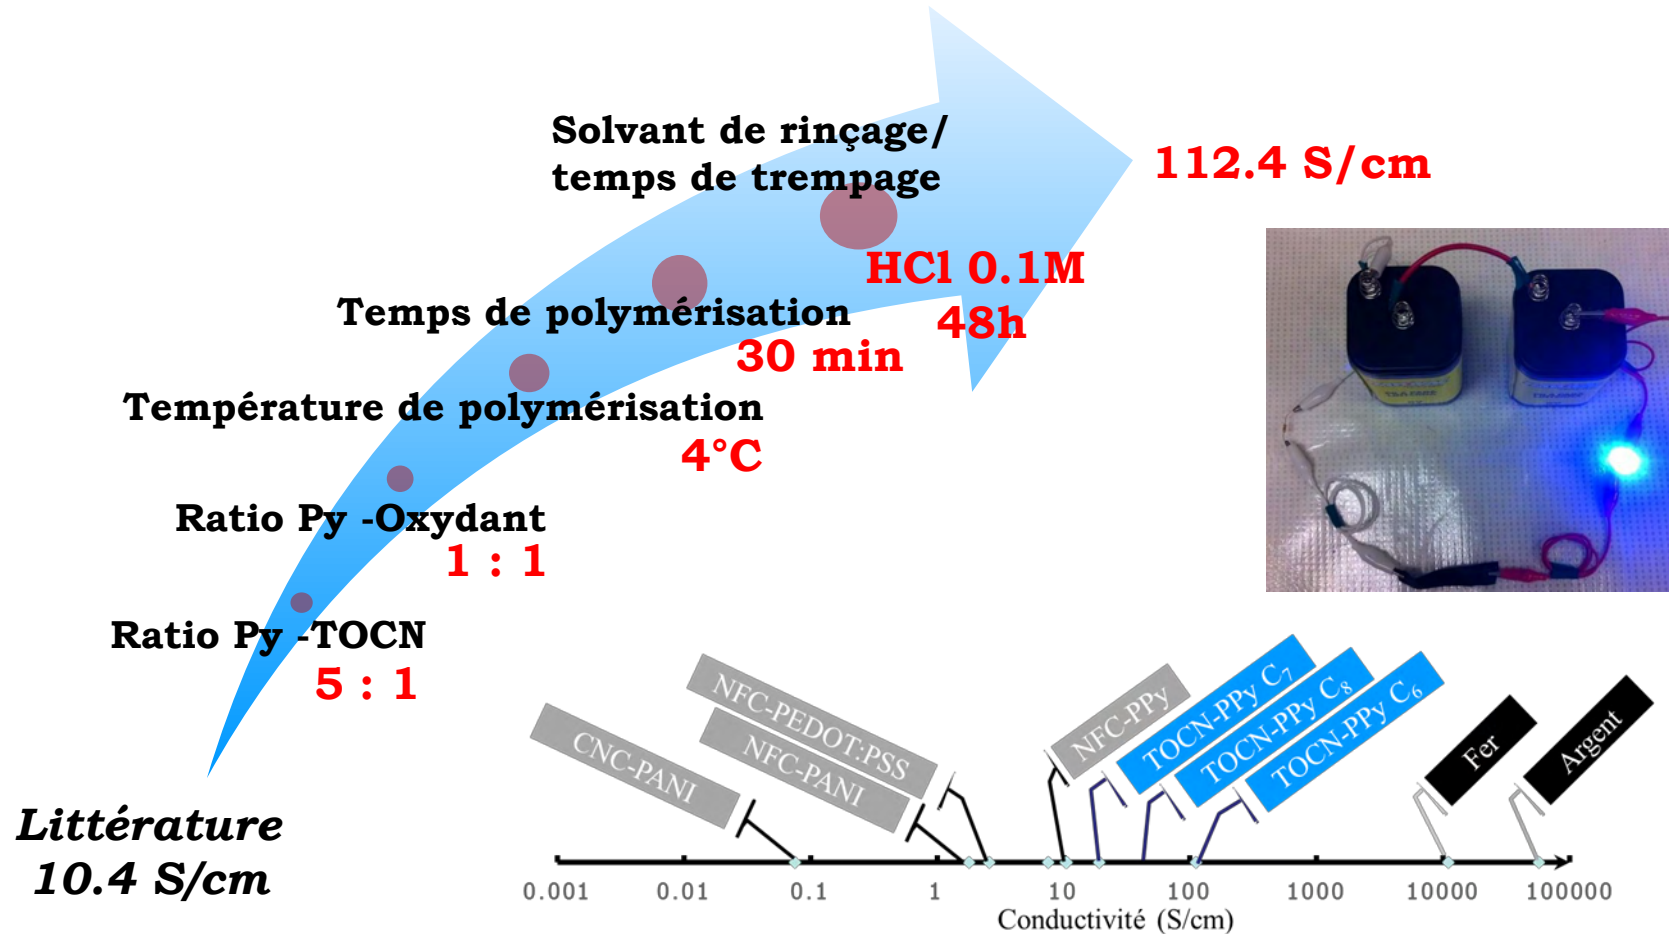 Solvant de rinçage/
temps de trempage
112.4 S/cm
HCl 0.1M
48h
Temps de polymérisation
30 min
Température de polymérisation
4°C
Ratio Py -Oxydant
1 : 1
Ratio Py -TOCN
5 : 1
Littérature
10.4 S/cm
CNC-PANI
NFC-PEDOT:PSS
NFC-PANI
NFC-PPy
TOCN-PPy C₇
TOCN-PPy C₈
TOCN-PPy C₆
Fer
Argent
0.001 0.01 0.1 1 10 100 1000 10000 100000
Conductivité (S/cm)